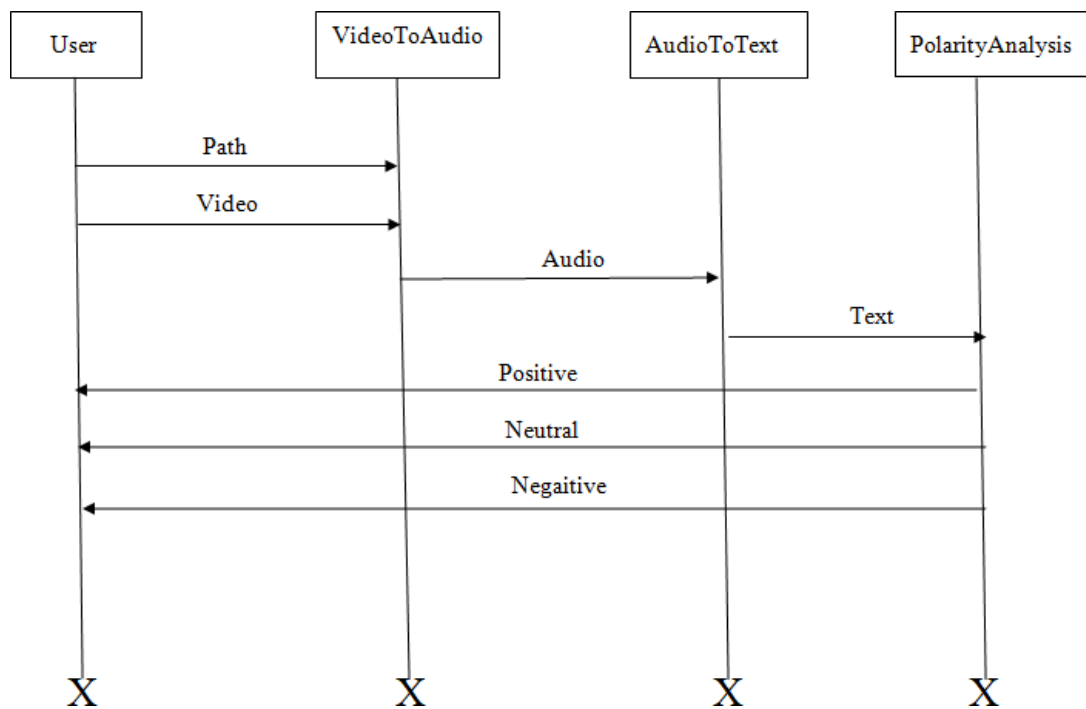 User
VideoToAudio
AudioToText
PolarityAnalysis
Path
Video
Audio
Text
Positive
Neutral
Negaitive
X
X
X
X